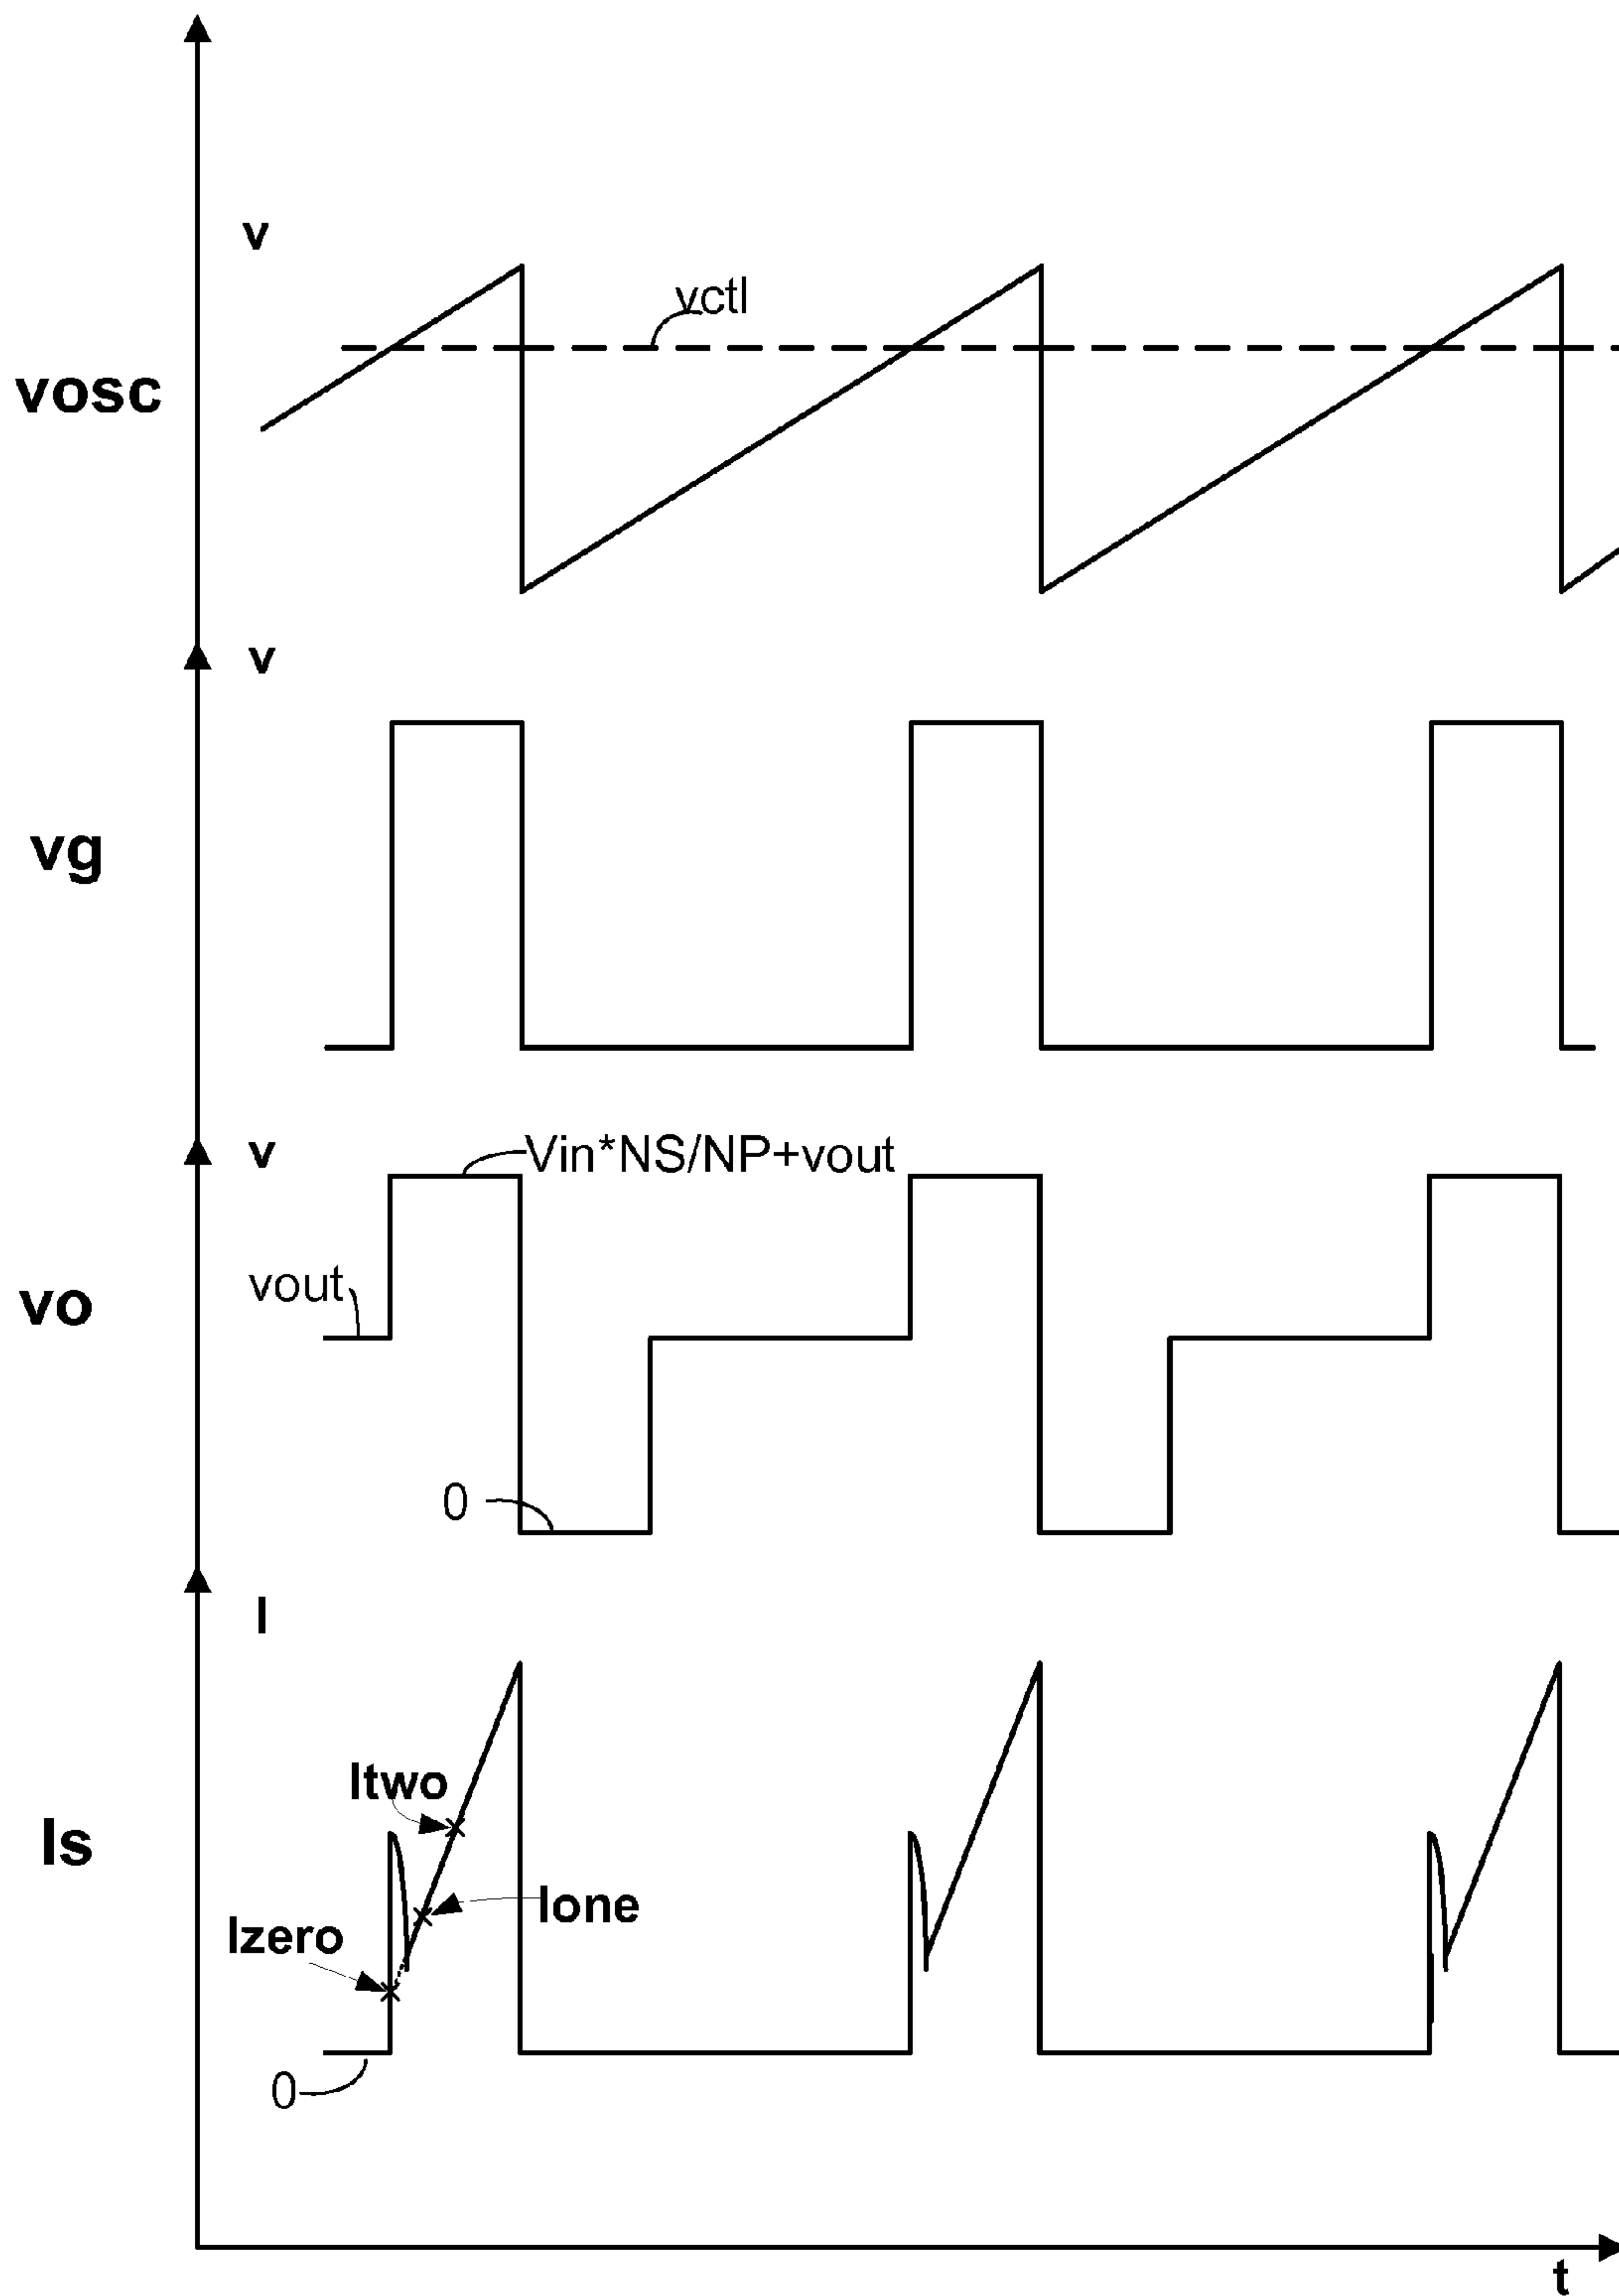 v
vctl
vosc
v
vg
v
Vin*NS/NP+vout
vout
vo
0
I
Itwo
Is
Ione
Izero
0
t